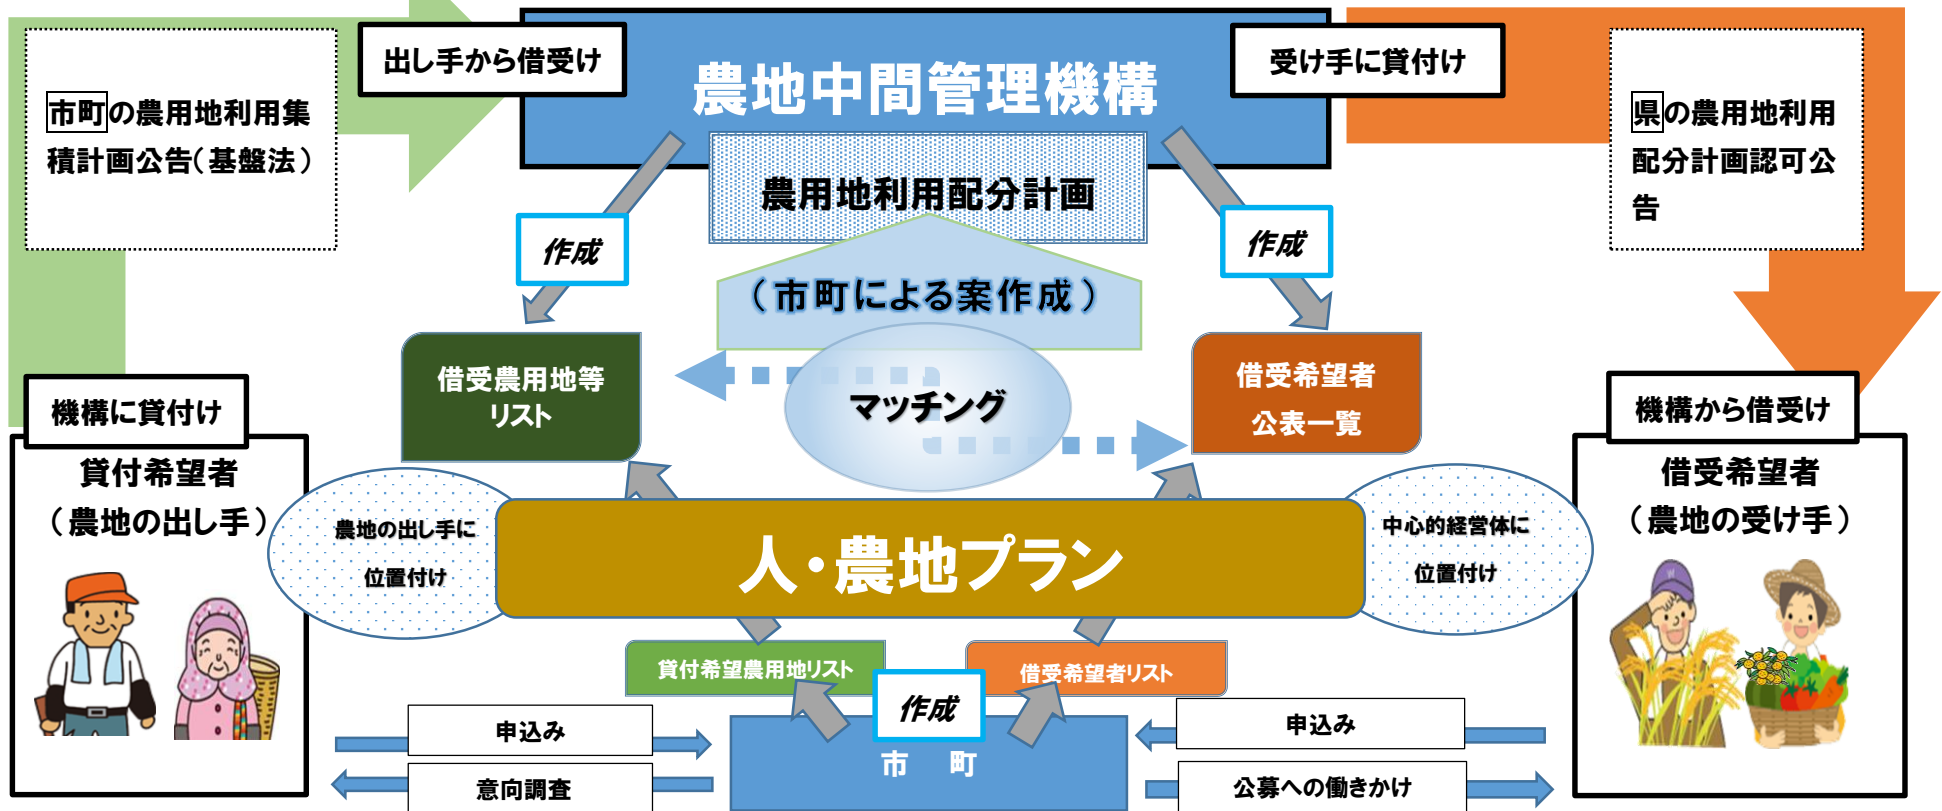 出し手から借受け
農地中間管理機構
受け手に貸付け
市町の農用地利用集
積計画公告(基盤法)
県の農用地利用
配分計画認可公
告
農用地利用配分計画
作成
作成
(市町による案作成)
借受農用地等
リスト
マッチング
借受希望者
公表一覧
機構に貸付け
貸付希望者
(農地の出し手)
機構から借受け
借受希望者
(農地の受け手)
農地の出し手に
位置付け
人・農地プラン
中心的経営体に
位置付け
貸付希望農用地リスト
借受希望者リスト
作成
市 町
申込み
意向調査
申込み
公募への働きかけ